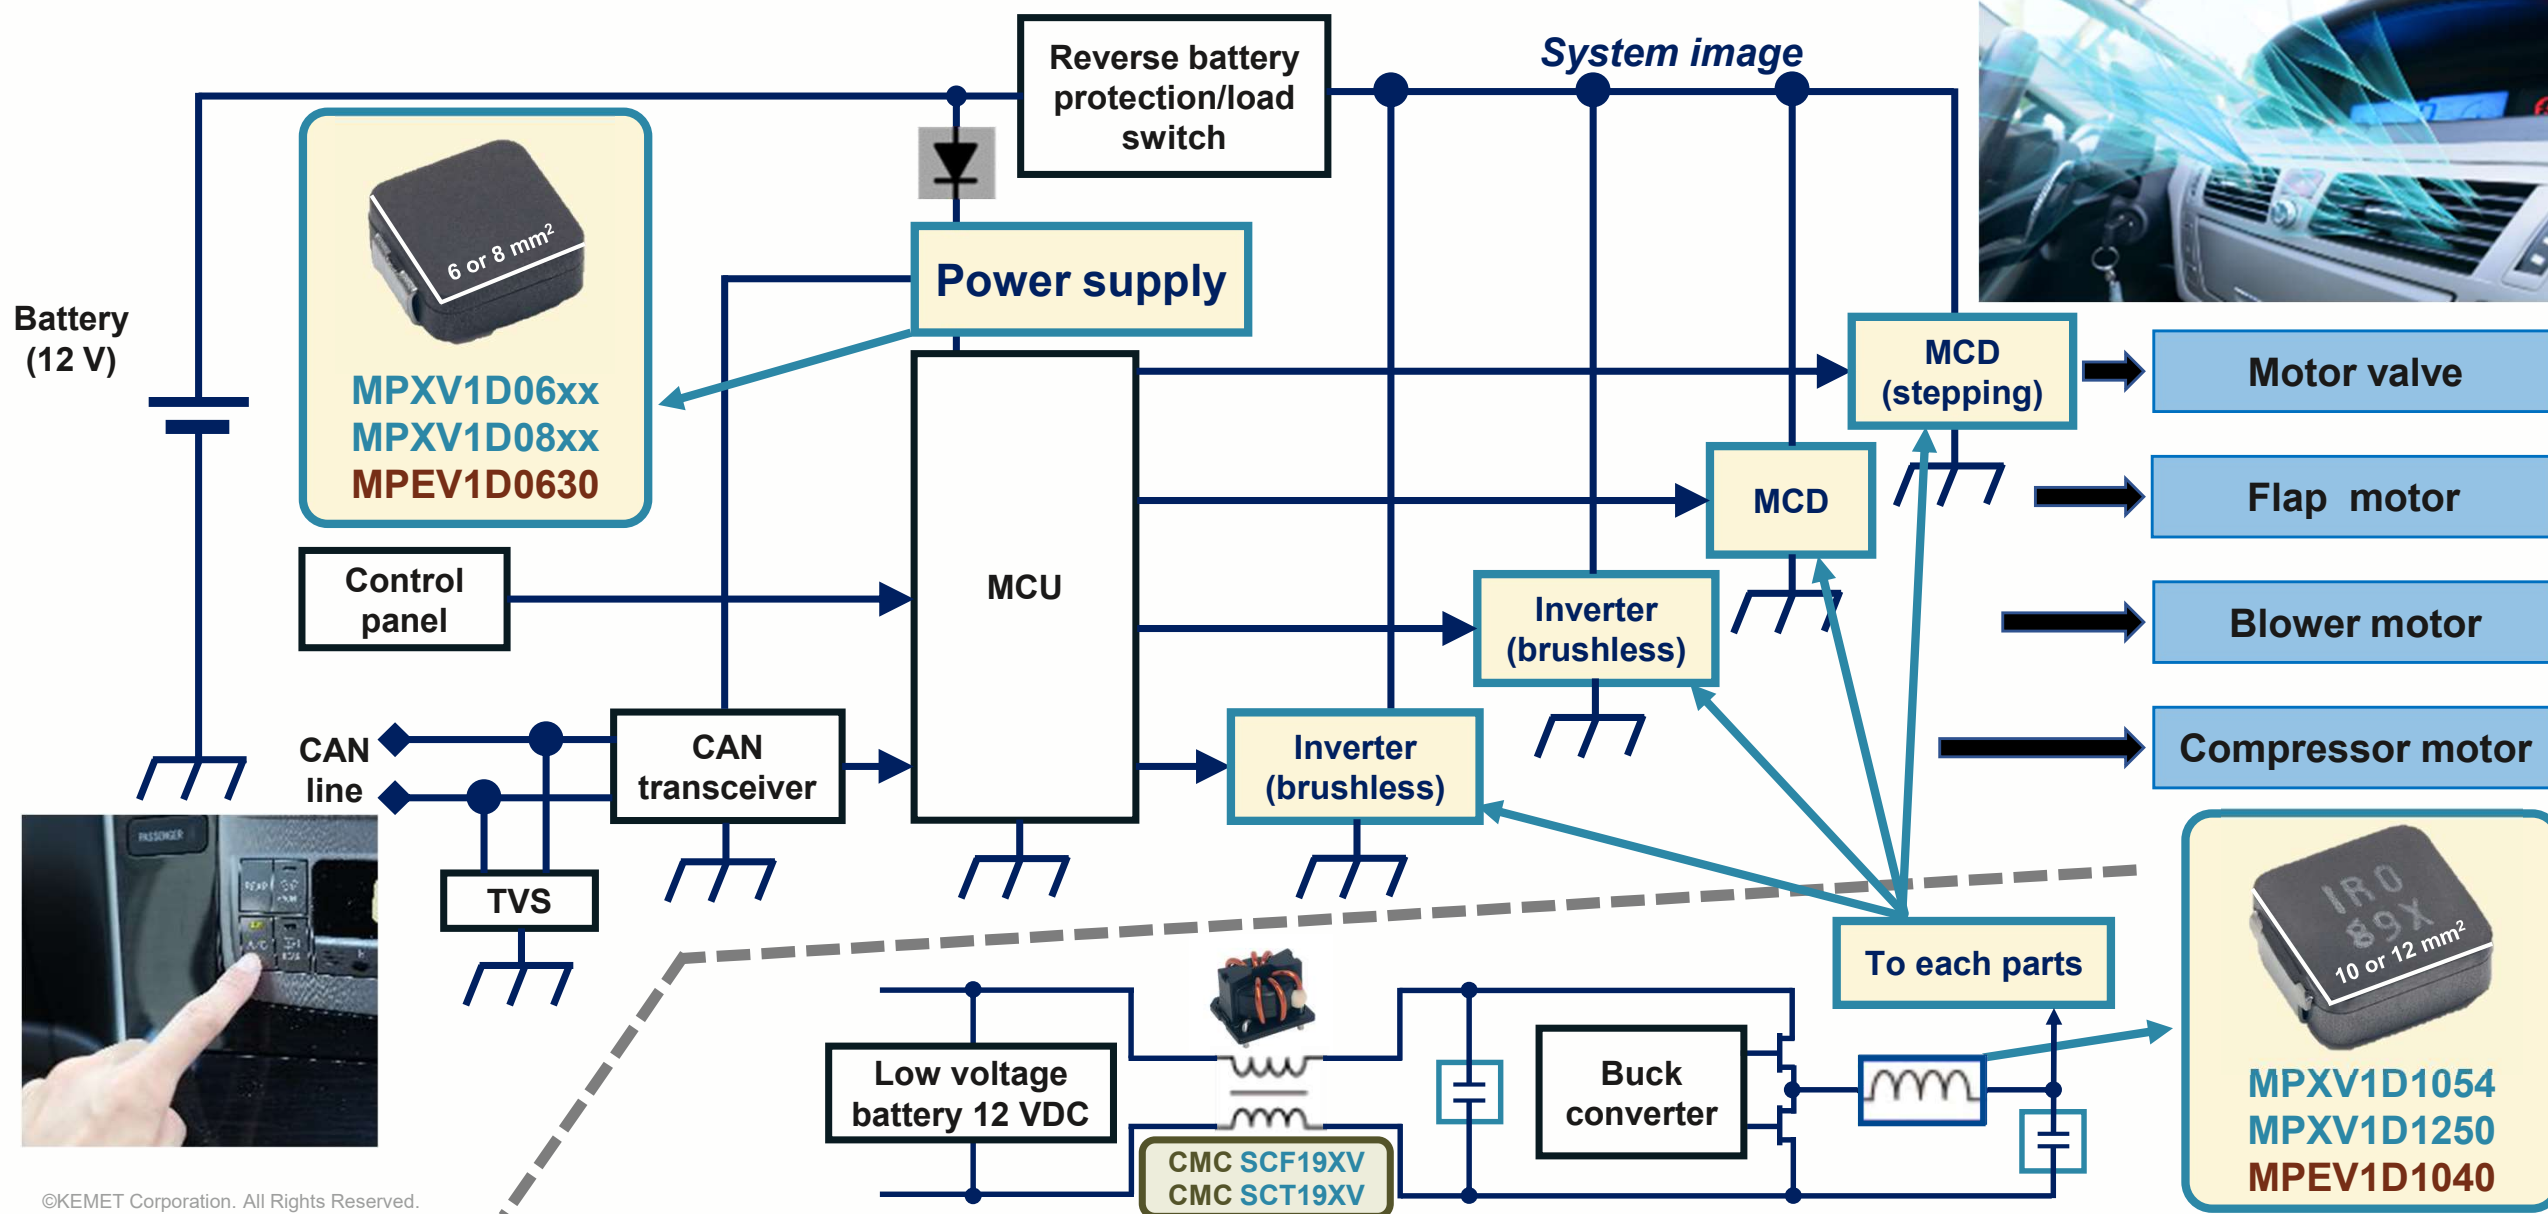 System image
Reverse battery
protection/load
switch
6 or 8 mm²
MPXV1D06xx
MPXV1D08xx
MPEV1D0630
Power supply
Battery
(12 V)
MCD
(stepping)
Motor valve
MCD
Flap motor
Control
panel
MCU
Inverter
(brushless)
Blower motor
CAN
line
CAN
transceiver
Inverter
(brushless)
Compressor motor
PASSENGER
A/C
TVS
To each parts
1R0
89X
10 or 12 mm²
MPXV1D1054
MPXV1D1250
MPEV1D1040
Low voltage
battery 12 VDC
Buck
converter
CMC SCF19XV
CMC SCT19XV
©KEMET Corporation. All Rights Reserved.